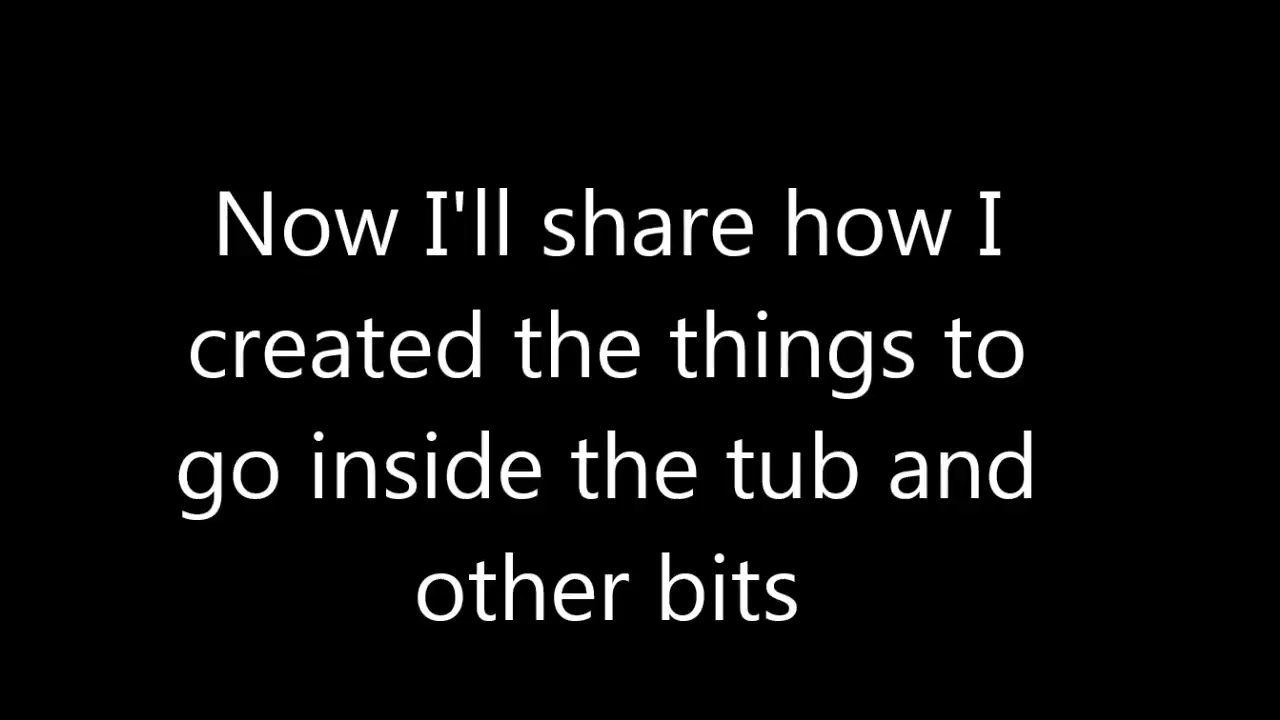 Now I'll share how I
created the things to
go inside the tub and
other bits